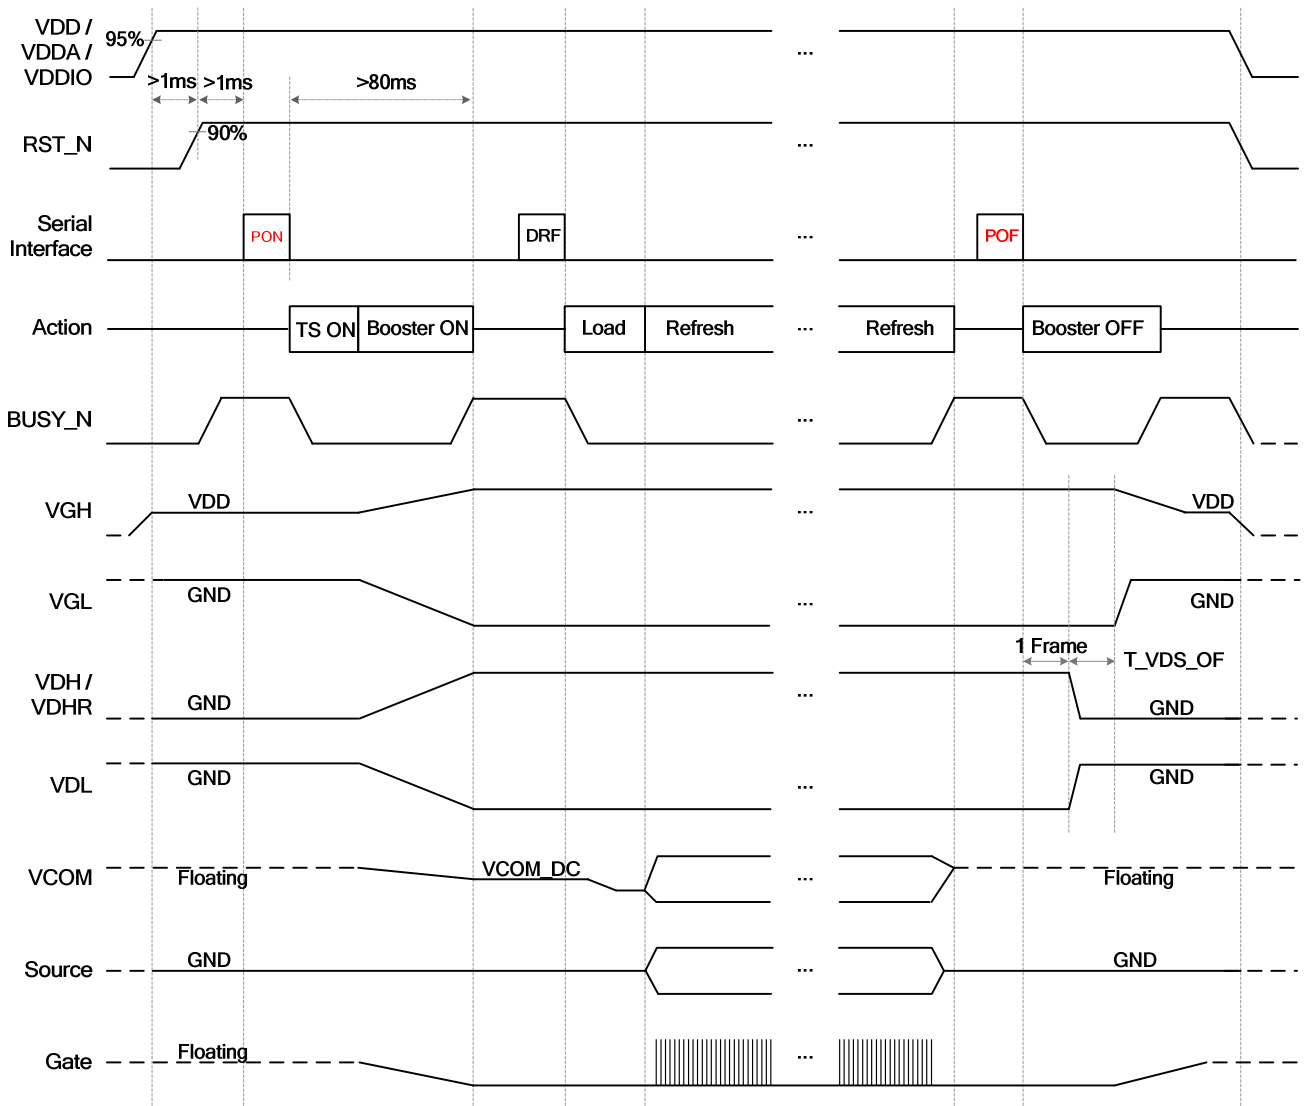 VDD /
VDDA /
VDDIO
95%
>1ms
>1ms
>80ms
...
RST_N
90%
...
Serial
Interface
PON
DRF
...
POF
Action
TS ON
Booster ON
Load
Refresh
...
Refresh
Booster OFF
BUSY_N
...
VGH
VDD
...
VDD
VGL
GND
...
GND
1 Frame
T_VDS_OF
VDH /
VDHR
GND
...
GND
VDL
GND
...
GND
VCOM
Floating
VCOM_DC
...
Floating
Source
GND
...
GND
Gate
Floating
...